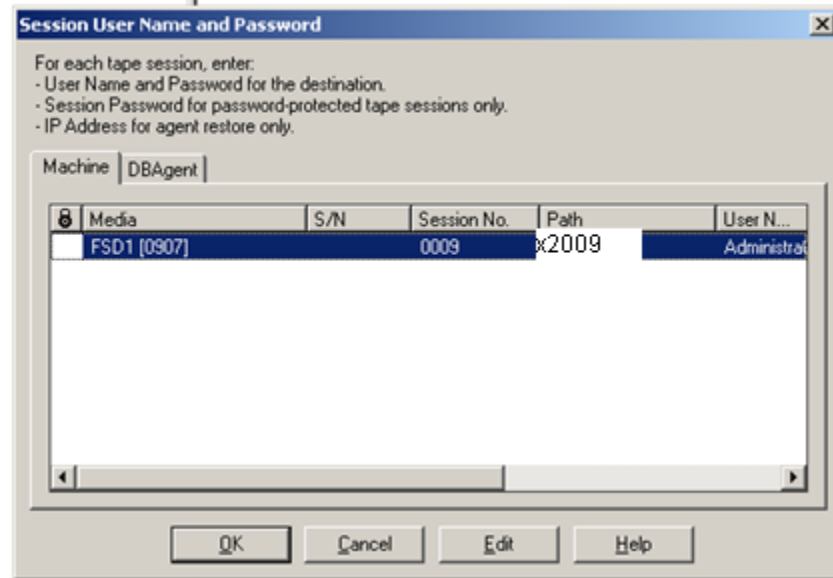 Session User Name and Password
For each tape session, enter:
- User Name and Password for the destination.
- Session Password for password-protected tape sessions only.
- IP Address for agent restore only.
Machine DBAgent
Media S/N Session No. Path User N...
FSD1 [0907] 0009 x2009 Administrat
OK Cancel Edit Help